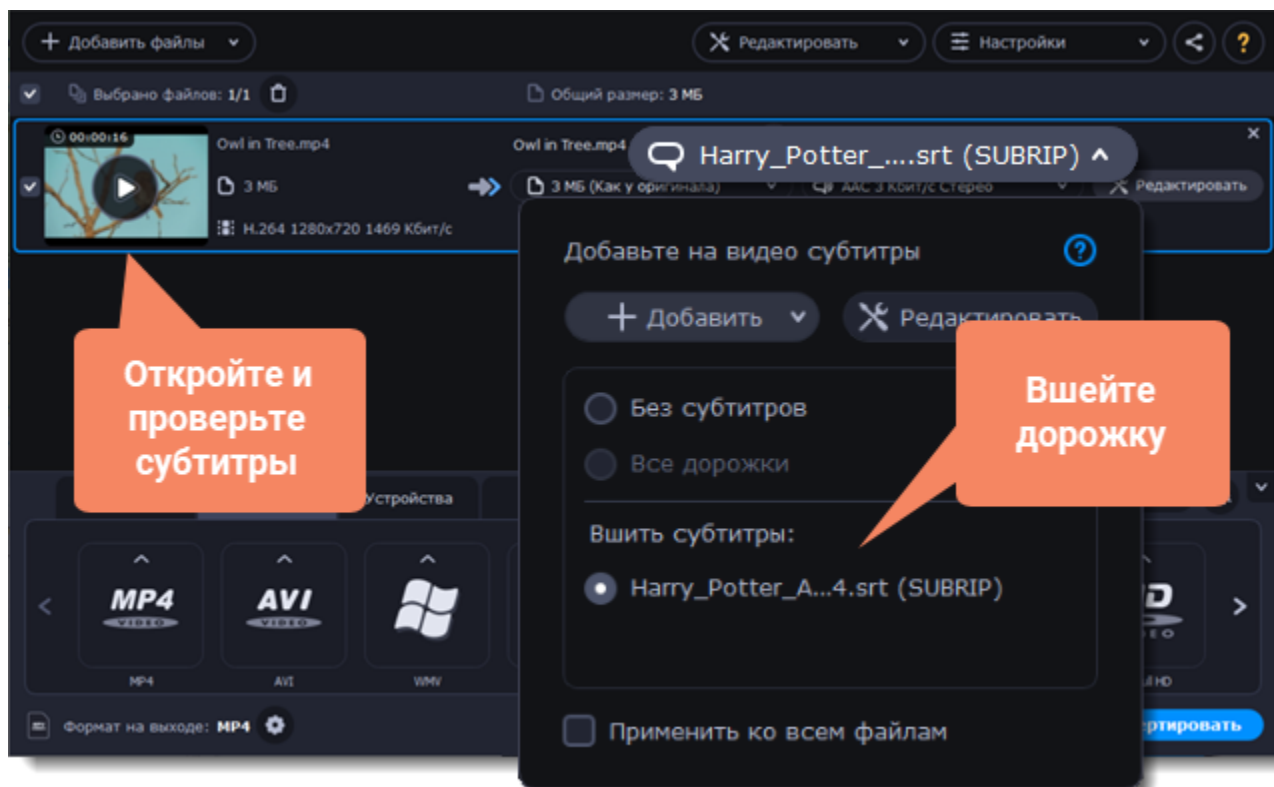 Добавить файлы
Редактировать
Настройки
?
Выбрано файлов: 1/1
Общий размер: 3 МБ
00:00:16
Owl in Tree.mp4
Owl in Tree.mp4
Harry_Potter_....srt (SUBRIP)
3 МБ
3 МБ (Как у оригинала)
AAC 3 Кбит/с Стерео
Редактировать
H.264 1280x720 1469 Кбит/с
Добавьте на видео субтитры
?
Добавить
Редактировать
Откройте и
проверьте
субтитры
Вшейте
дорожку
Без субтитров
Все дорожки
Устройства
Вшить субтитры:
Harry_Potter_A...4.srt (SUBRIP)
MP4
VIDEO
AVI
VIDEO
MP4
AVI
WMV
HD
Формат на выходе: MP4
Применить ко всем файлам
ртировать